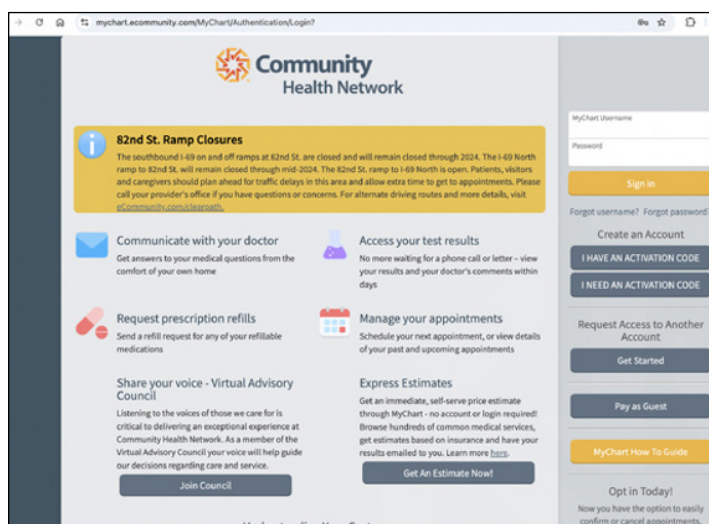 mychart.ecommunity.com/MyChart/Authentication/Login?
Community
Health Network
82nd St. Ramp Closures
The southbound I-69 on and off ramps at 82nd St. are closed and will remain closed through 2024. The I-69 North
ramp to 82nd St. will remain closed through mid-2024. The 82nd St. ramp to I-69 North is open. Patients, visitors
and caregivers should plan ahead for traffic delays in this area and allow extra time to get to appointments. Please
call your provider's office if you have questions or concerns. For alternate driving routes and more details, visit
eCommunity.com/clearpath.
Communicate with your doctor
Get answers to your medical questions from the
comfort of your own home
Access your test results
No more waiting for a phone call or letter – view
your results and your doctor's comments within
days
Request prescription refills
Send a refill request for any of your refillable
medications
Manage your appointments
Schedule your next appointment, or view details
of your past and upcoming appointments
Share your voice - Virtual Advisory
Council
Listening to the voices of those we care for is
critical to delivering an exceptional experience at
Community Health Network. As a member of the
Virtual Advisory Council your voice will help guide
our decisions regarding care and service.
Join Council
Express Estimates
Get an immediate, self-serve price estimate
through MyChart - no account or login required!
Browse hundreds of common medical services,
get estimates based on insurance and have your
results emailed to you. Learn more here.
Get An Estimate Now!
MyChart Username
Password
Sign in
Forgot username? Forgot password?
Create an Account
I HAVE AN ACTIVATION CODE
I NEED AN ACTIVATION CODE
Request Access to Another
Account
Get Started
Pay as Guest
MyChart How To Guide
Opt in Today!
Now you have the option to easily
confirm or cancel appointments,